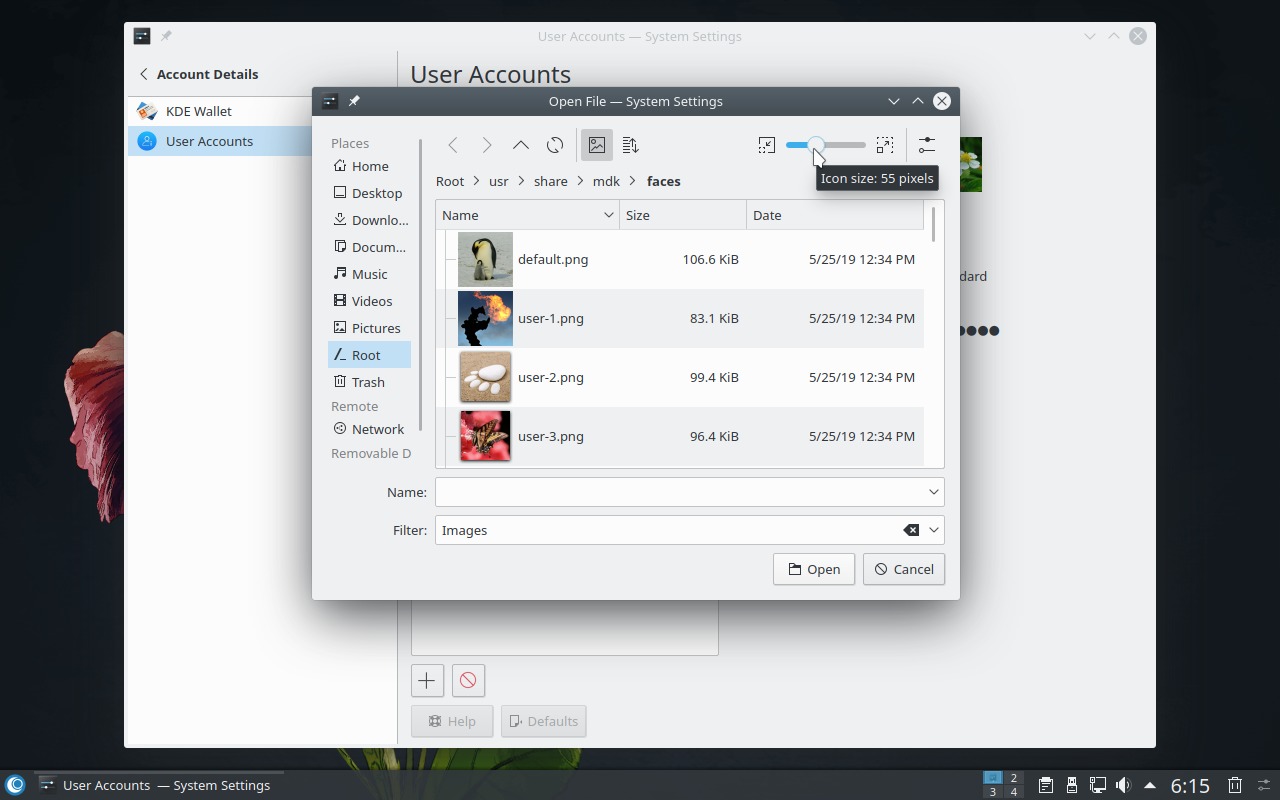 User Accounts — System Settings
Account Details
User Accounts
KDE Wallet
User Accounts
Open File — System Settings
Places
Home
Desktop
Downlo...
Docum...
Music
Videos
Pictures
Root
Trash
Remote
Network
Removable D
Root > usr > share > mdk > faces
Icon size: 55 pixels
Name Size Date
default.png 106.6 KiB 5/25/19 12:34 PM
user-1.png 83.1 KiB 5/25/19 12:34 PM
user-2.png 99.4 KiB 5/25/19 12:34 PM
user-3.png 96.4 KiB 5/25/19 12:34 PM
Name:
Filter: Images
Open Cancel
dard
Help Defaults
User Accounts — System Settings
2
3 4
6:15